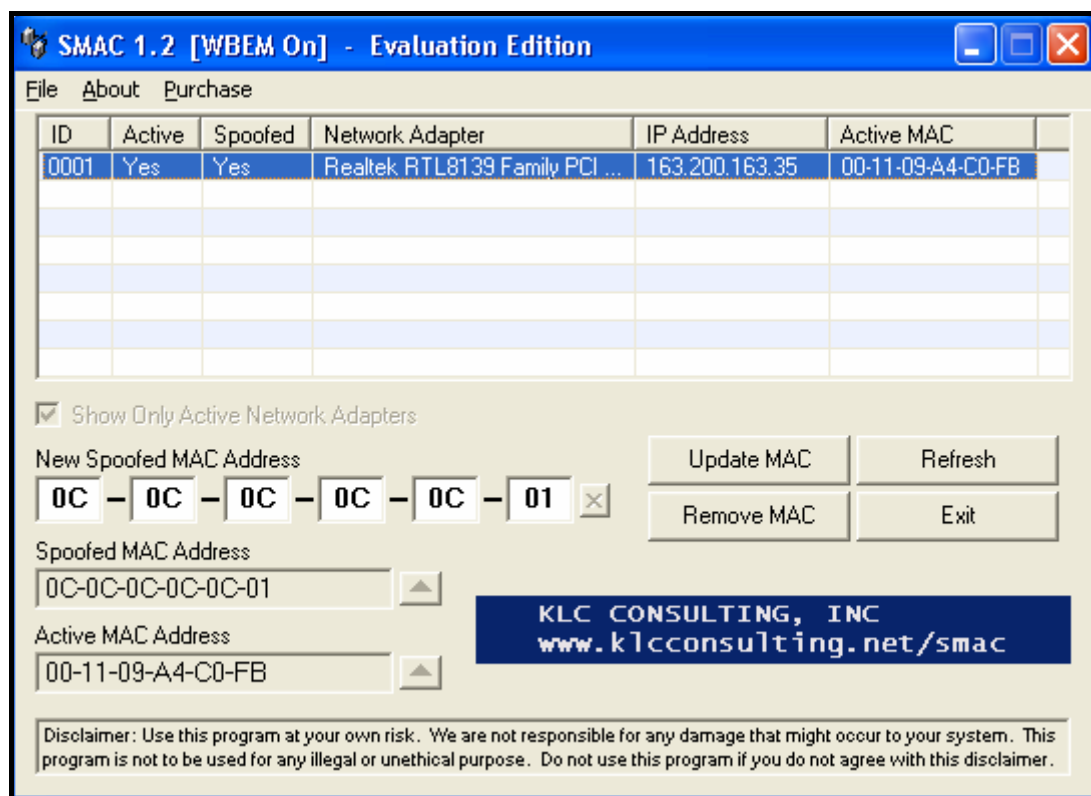 SMAC 1.2 [WBEM On] - Evaluation Edition
File About Purchase
ID Active Spoofed Network Adapter IP Address Active MAC
0001 Yes Yes Realtek RTL8139 Family PCI ... 163.200.163.35 00-11-09-A4-C0-FB
Show Only Active Network Adapters
New Spoofed MAC Address
0C - 0C - 0C - 0C - 0C - 01
Update MAC Refresh
Remove MAC Exit
Spoofed MAC Address
0C-0C-0C-0C-0C-01
Active MAC Address
00-11-09-A4-C0-FB
KLC CONSULTING, INC
www.klcconsulting.net/smac
Disclaimer: Use this program at your own risk. We are not responsible for any damage that might occur to your system. This
program is not to be used for any illegal or unethical purpose. Do not use this program if you do not agree with this disclaimer.